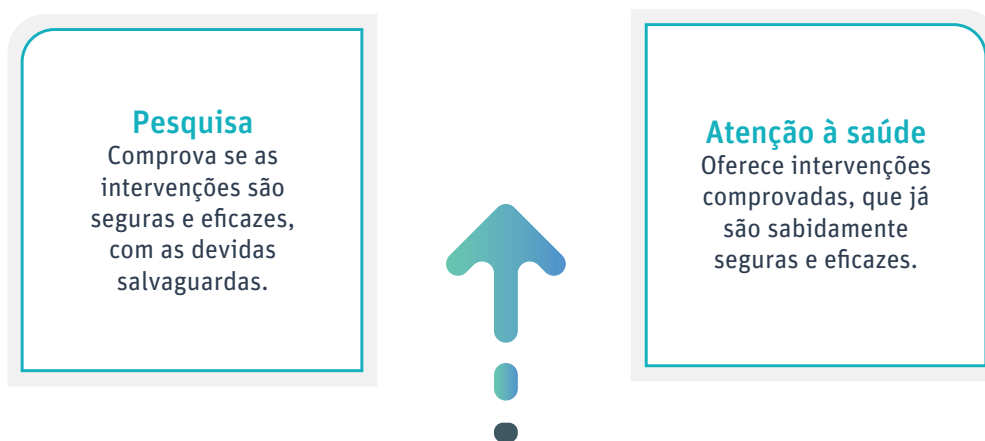 Pesquisa
Comprova se as
intervenções são
seguras e eficazes,
com as devidas
salvaguardas.
Atenção à saúde
Oferece intervenções
comprovadas, que já
são sabidamente
seguras e eficazes.